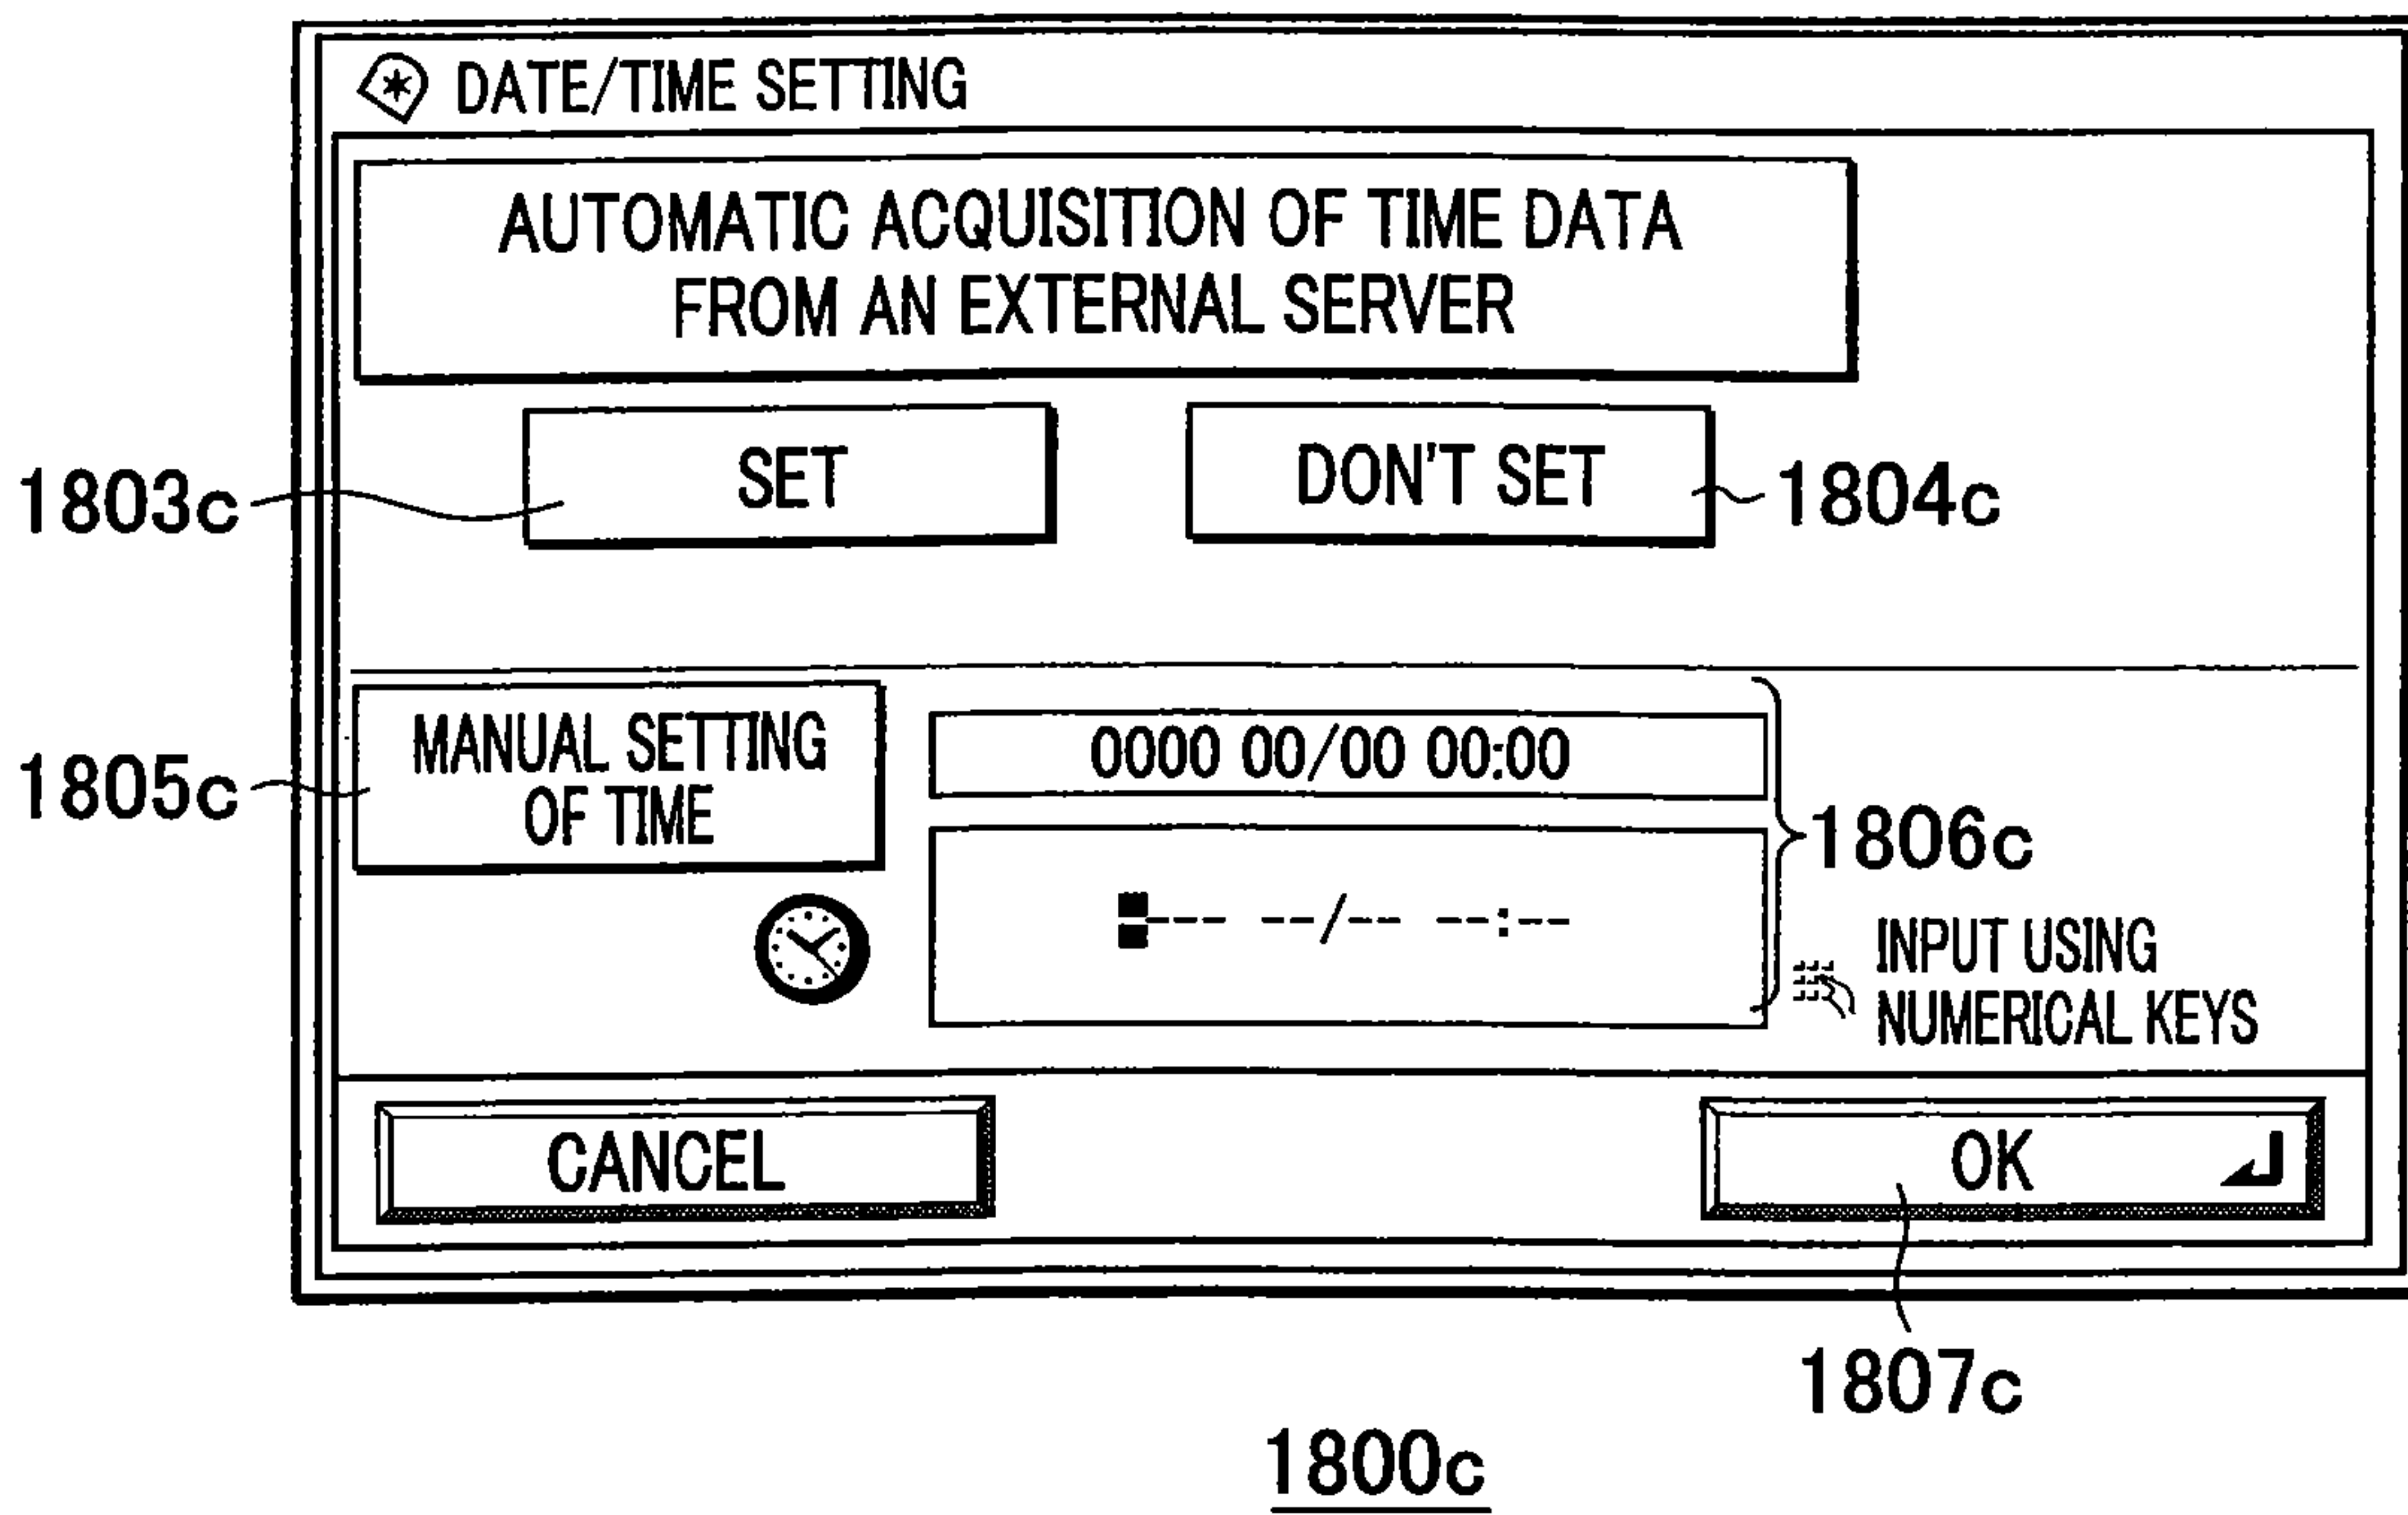 DATE/TIME SETTING
AUTOMATIC ACQUISITION OF TIME DATA
FROM AN EXTERNAL SERVER
SET
DON'T SET
1803c
1804c
MANUAL SETTING
OF TIME
0000 00/00 00:00
1805c
1806c
---- --/-- --:--
INPUT USING
NUMERICAL KEYS
CANCEL
OK
1807c
1800c